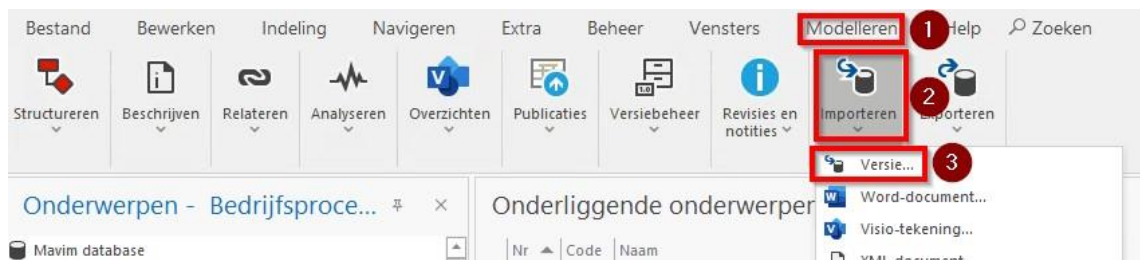 Bestand Bewerken Indeling Navigeren Extra Beheer Vensters Modelleren 1 Help Zoeken
Structureren Beschrijven Relateren Analyseren Overzichten Publicaties Versiebeheer Revisies en notities Importeren 2 Exporteren
Versie... 3
Word-document...
Visio-tekening...
XML-document
Onderwerpen - Bedrijfsproce...
Onderliggende onderwerpen
Mavim database
Nr Code Naam